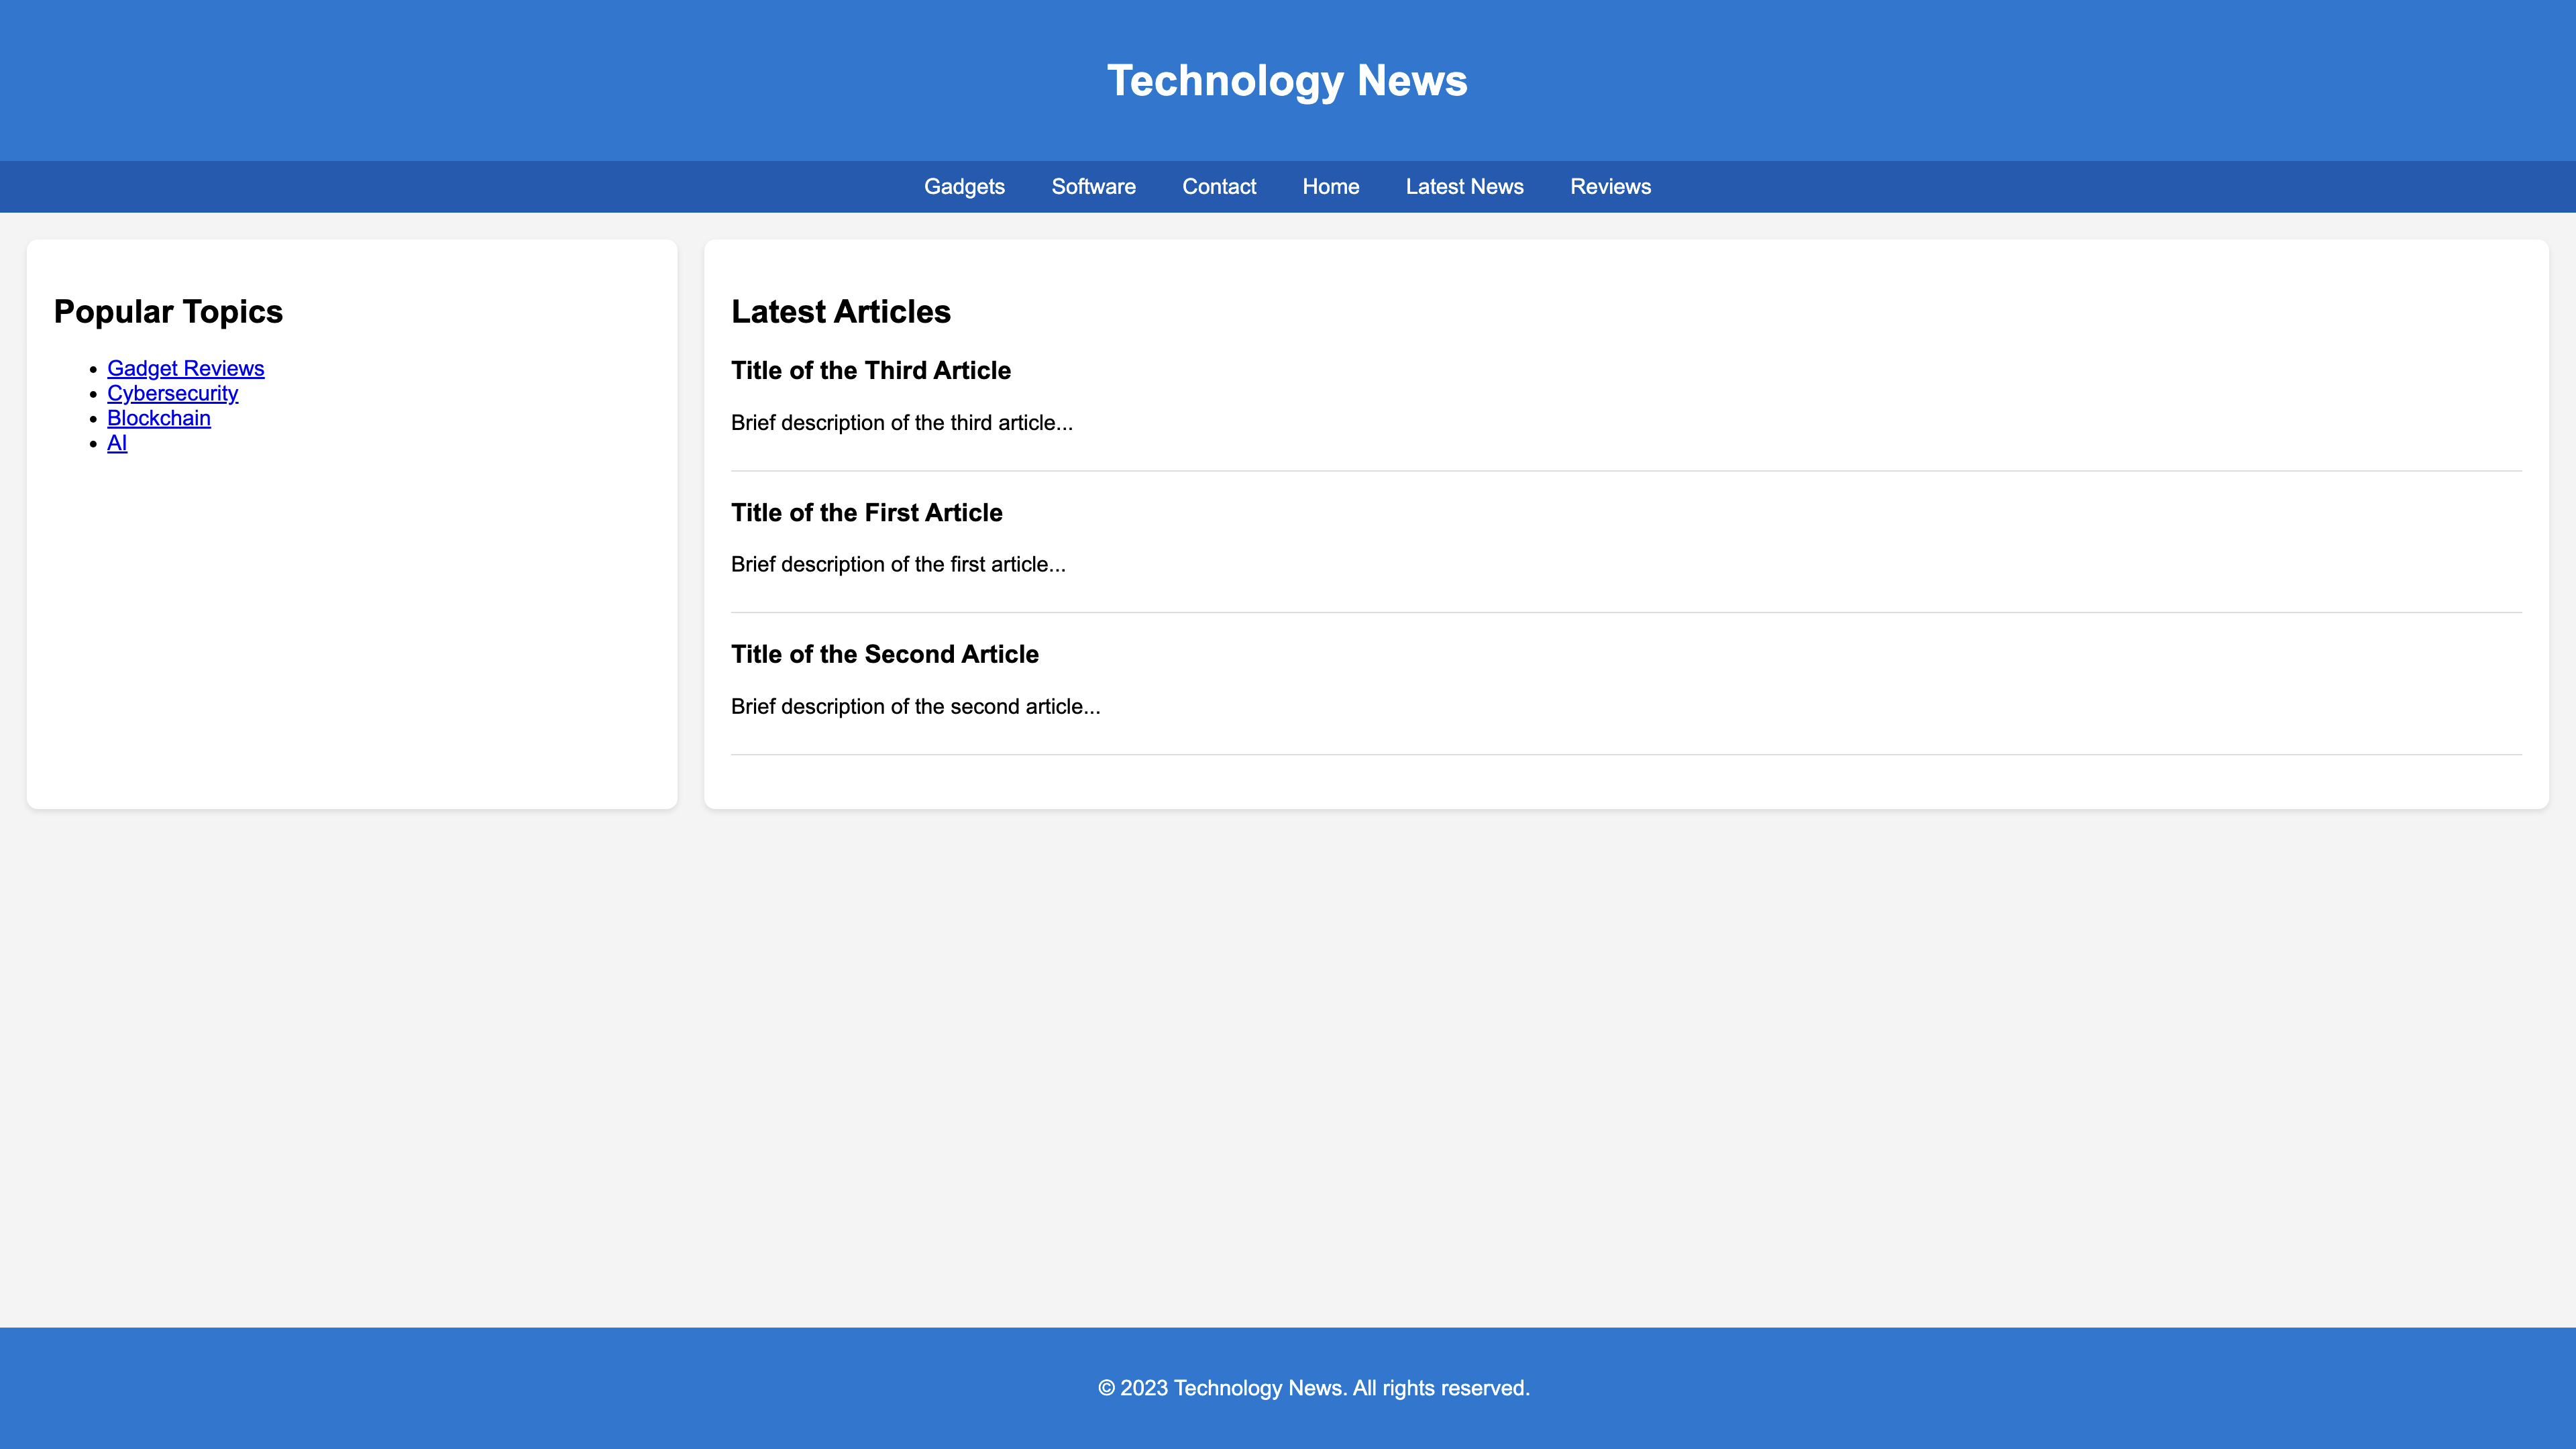 Technology News
Gadgets Software Contact Home Latest News Reviews
Popular Topics
Gadget Reviews
Cybersecurity
Blockchain
AI
Latest Articles
Title of the Third Article
Brief description of the third article...
Title of the First Article
Brief description of the first article...
Title of the Second Article
Brief description of the second article...
© 2023 Technology News. All rights reserved.